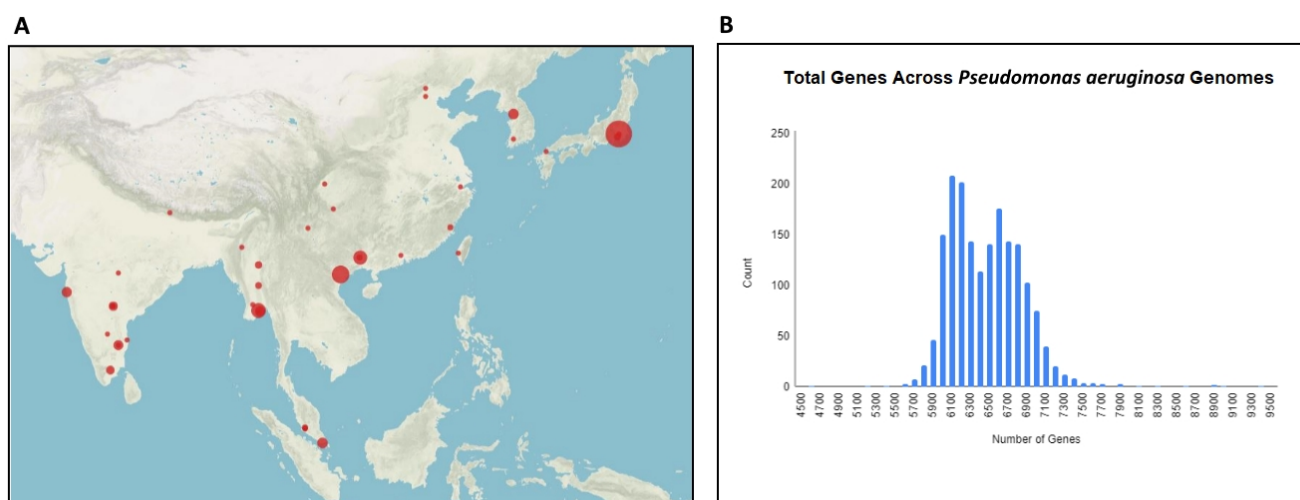 A
B
Total Genes Across Pseudomonas aeruginosa Genomes
250
200
150
100
50
0
Count
4500 4700 4900 5100 5300 5500 5700 5900 6100 6300 6500 6700 6900 7100 7300 7500 7700 7900 8100 8300 8500 8700 8900 9100 9300 9500
Number of Genes